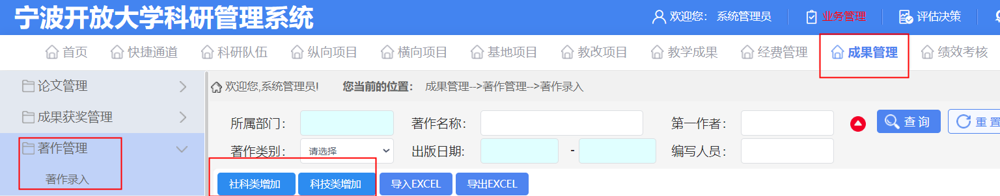 宁波开放大学科研管理系统
欢迎您: 系统管理员 业务管理 评估决策
首页 快捷通道 科研队伍 纵向项目 横向项目 基地项目 教改项目 教学成果 经费管理 成果管理 绩效考核
论文管理
成果获奖管理
著作管理
著作录入
欢迎您,系统管理员! 您当前的位置: 成果管理-->著作管理-->著作录入
所属部门: 著作名称: 第一作者: 查 询 重 置
著作类别: 请选择 出版日期: - 编写人员:
社科类增加 科技类增加 导入EXCEL 导出EXCEL